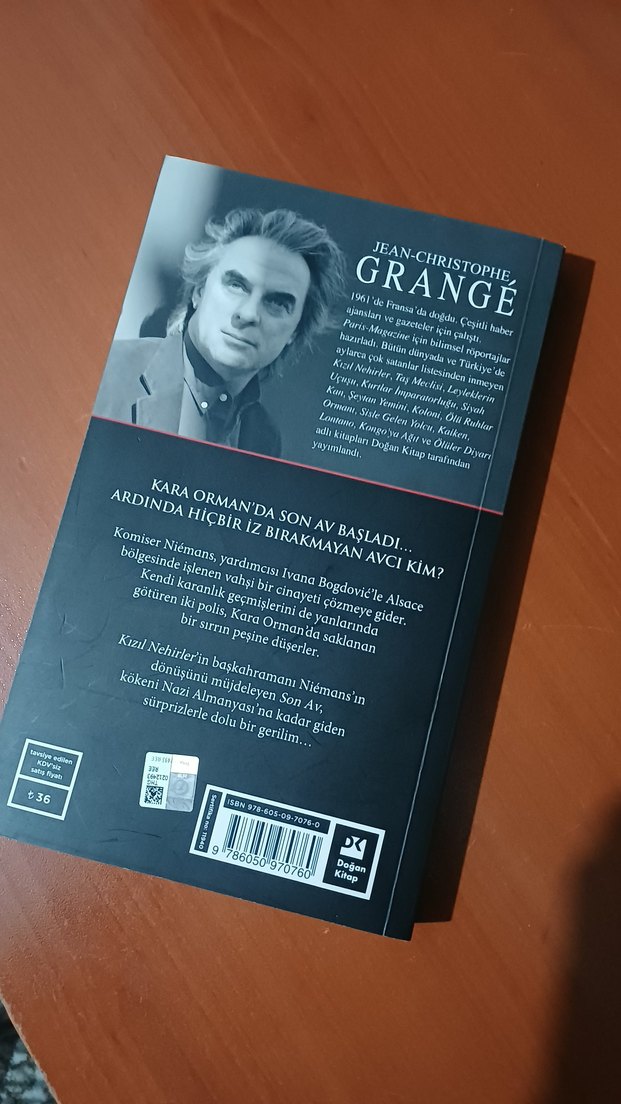 JEAN-CHRISTOPHE
GRANGÉ
1961'de Fransa'da doğdu. Çeşitli haber
ajansları ve gazeteler için çalıştı.
Paris-Magazine için bilimsel röportajlar
hazırladı. Bütün dünyada ve Türkiye'de
aylarca çok satanlar listesinden inmeyen
Kızıl Nehirler, Taş Meclisi, Leyleklerin
Uçuşu, Kurtlar İmparatorluğu, Siyah
Kan, Şeytan Yemini, Koloni, Ölü Ruhlar
Ormanı, Sisle Gelen Yolcu, Kaiken,
Lontano, Kongo'ya Ağıt ve Ölüler Diyarı
adlı kitapları Doğan Kitap tarafından
yayımlandı.
KARA ORMAN'DA SON AV BAŞLADI...
ARDINDA HİÇBİR İZ BIRAKMAYAN AVCI KİM?
Komiser Niémans, yardımcısı Ivana Bogdović'le Alsace
bölgesinde işlenen vahşi bir cinayeti çözmeye gider.
Kendi karanlık geçmişlerini de yanlarında
götüren iki polis, Kara Orman'da saklanan
bir sırrın peşine düşerler.
Kızıl Nehirler'in başkahramanı Niémans'ın
dönüşünü müjdeleyen Son Av,
kökeni Nazi Almanyası'na kadar giden
sürprizlerle dolu bir gerilim...
tavsiye edilen
KDV'siz
satış fiyatı
₺ 36
Sertifika no: 11940
ISBN 978-605-09-7076-0
9 786050 970760
DK
Doğan
Kitap